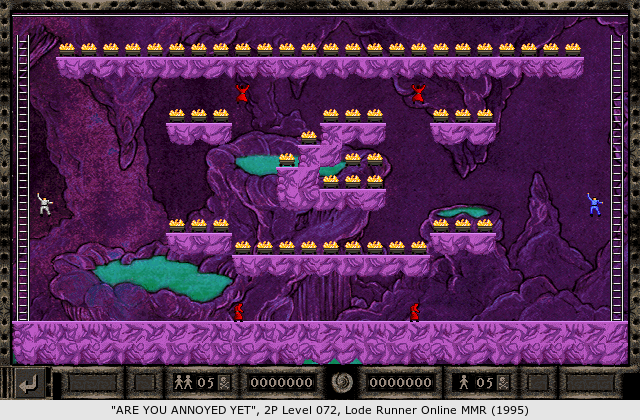 05 0000000 0000000 05
"ARE YOU ANNOYED YET", 2P Level 072, Lode Runner Online MMR (1995)